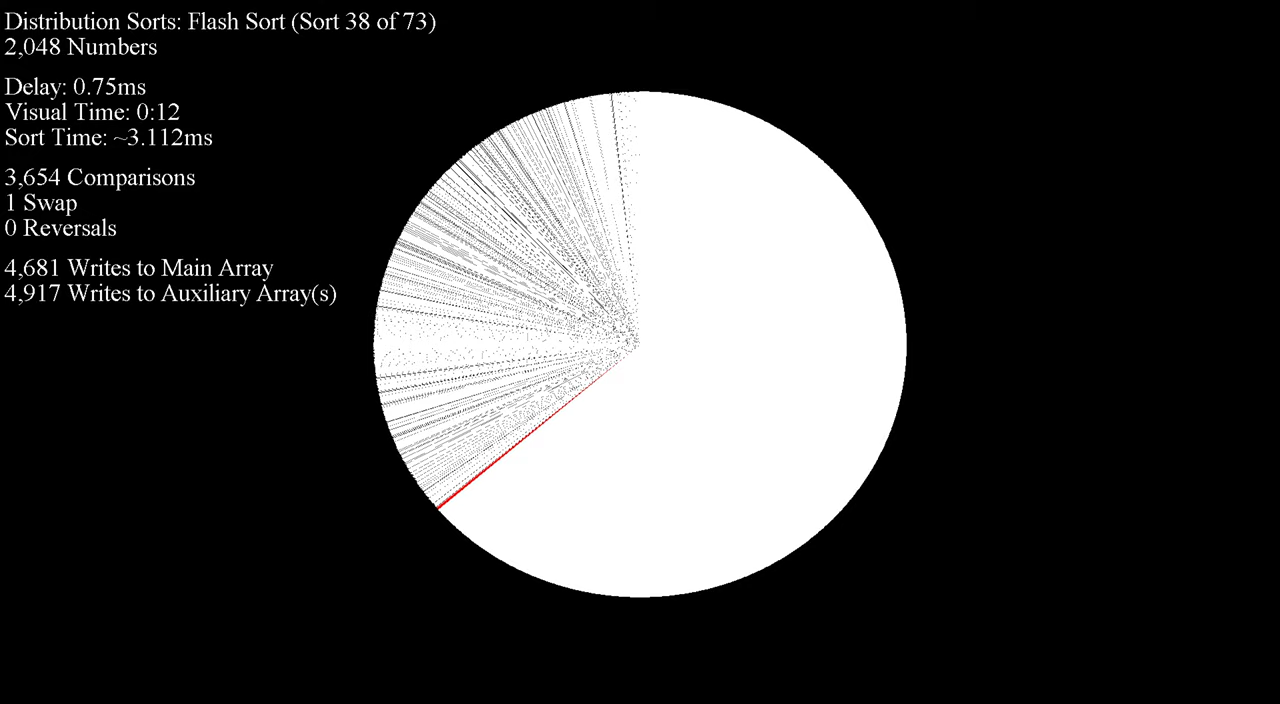 Distribution Sorts: Flash Sort (Sort 38 of 73)
2,048 Numbers
Delay: 0.75ms
Visual Time: 0:12
Sort Time: ~3.112ms
3,654 Comparisons
1 Swap
0 Reversals
4,681 Writes to Main Array
4,917 Writes to Auxiliary Array(s)